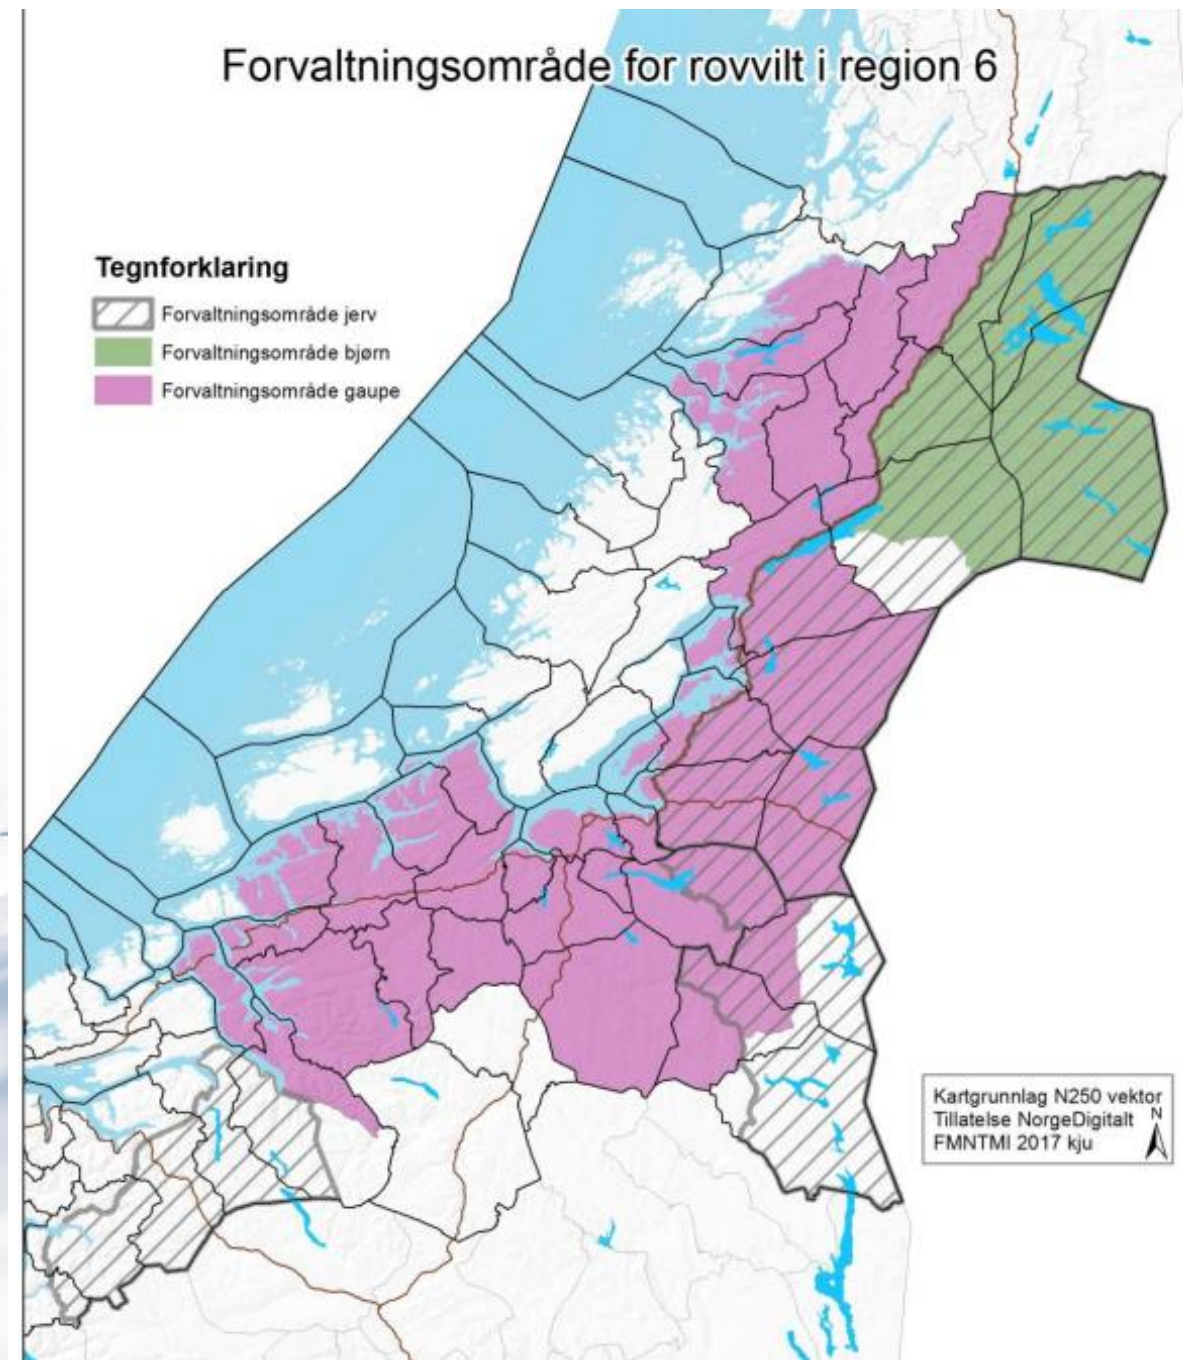 Forvaltningsområde for rovvilt i region 6
Tegnforklaring
Forvaltningsområde jerv
Forvaltningsområde bjørn
Forvaltningsområde gaupe
Kartgrunnlag N250 vektor
Tillatelse NorgeDigitalt
FMNTMI 2017 kju
N